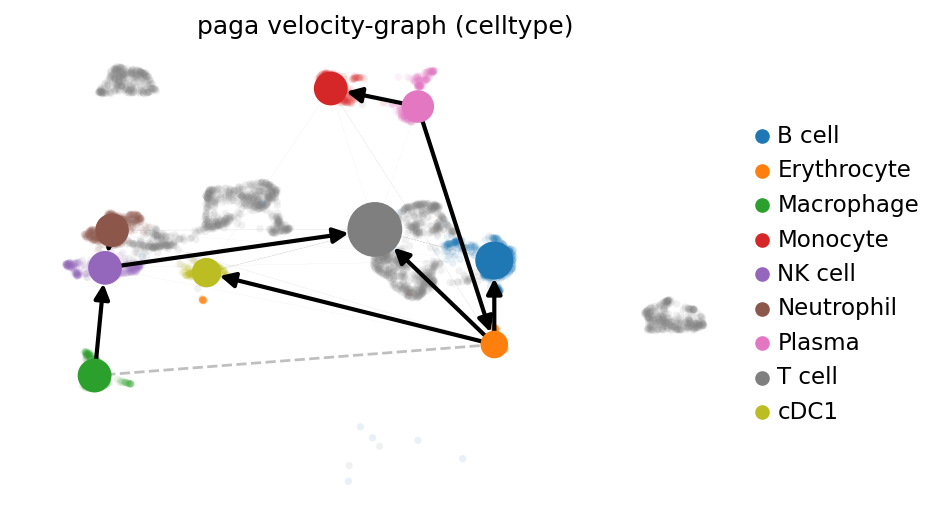 paga velocity-graph (celltype)
B cell
Erythrocyte
Macrophage
Monocyte
NK cell
Neutrophil
Plasma
T cell
cDC1